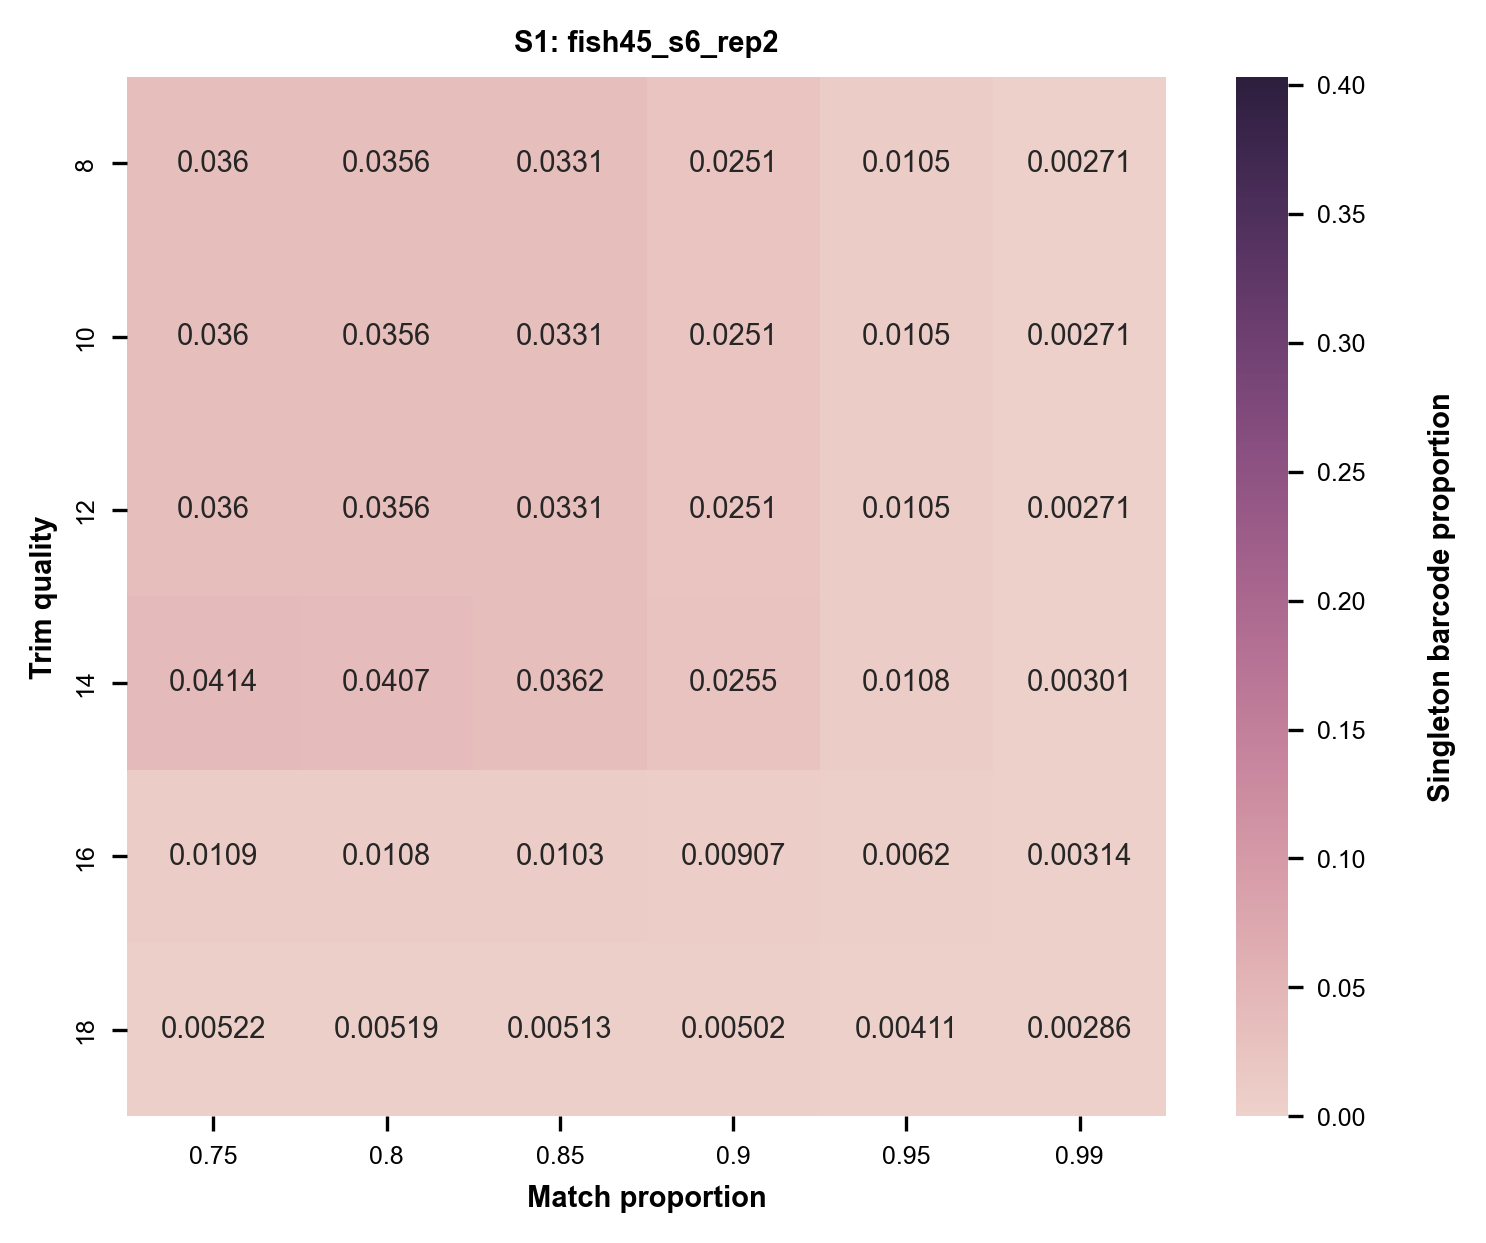 S1: fish45_s6_rep2
8 0.036 0.0356 0.0331 0.0251 0.0105 0.00271
10 0.036 0.0356 0.0331 0.0251 0.0105 0.00271
12 0.036 0.0356 0.0331 0.0251 0.0105 0.00271
14 0.0414 0.0407 0.0362 0.0255 0.0108 0.00301
16 0.0109 0.0108 0.0103 0.00907 0.0062 0.00314
18 0.00522 0.00519 0.00513 0.00502 0.00411 0.00286
0.75 0.8 0.85 0.9 0.95 0.99
Match proportion
Trim quality
0.40
0.35
0.30
0.25
0.20
0.15
0.10
0.05
0.00
Singleton barcode proportion